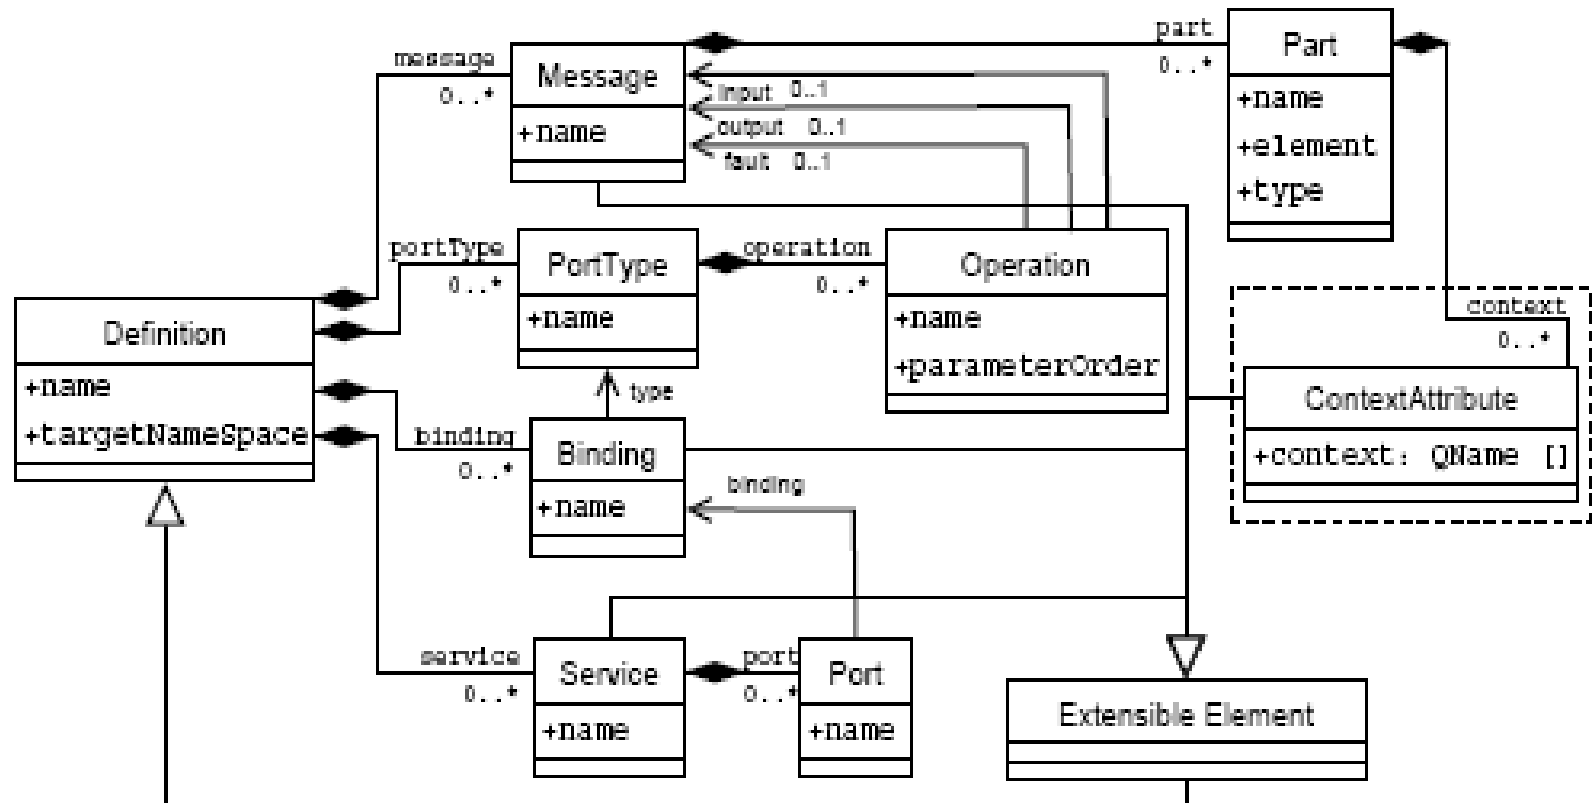 message
0..*
Message
+name
part
0..*
Part
+name
+element
+type
input 0..1
output 0..1
fault 0..1
portType
0..*
PortType
+name
operation
0..*
Operation
+name
+parameterOrder
context
0..*
ContextAttribute
+context: QName []
Definition
+name
+targetNameSpace
type
binding
0..*
Binding
+name
binding
service
0..*
Service
+name
port
0..*
Port
+name
Extensible Element